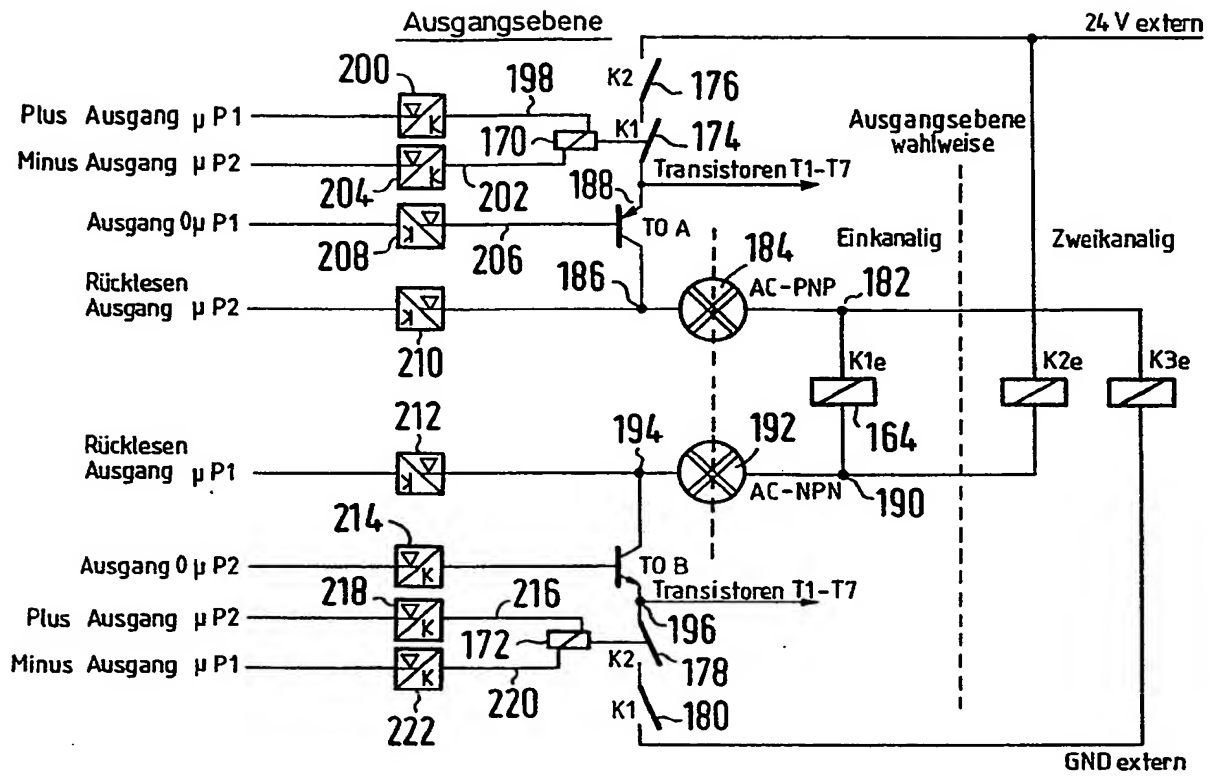 Ausgangsebene
24 V extern
200
198
K2
176
Plus Ausgang µ P1
170
K1
174
Ausgangsebene
wahlweise
Minus Ausgang µ P2
204
202
188
Transistoren T1-T7
Ausgang 0µ P1
208
206
TO A
184
Einkanalig
Zweikanalig
Rücklesen
Ausgang µ P2
186
AC-PNP
182
210
K1e
K2e
K3e
212
194
192
164
Rücklesen
Ausgang µ P1
AC-NPN
190
214
Ausgang 0 µ P2
TO B
218
216
Transistoren T1-T7
Plus Ausgang µ P2
172
196
K2
178
Minus Ausgang µ P1
220
222
K1
180
GND extern